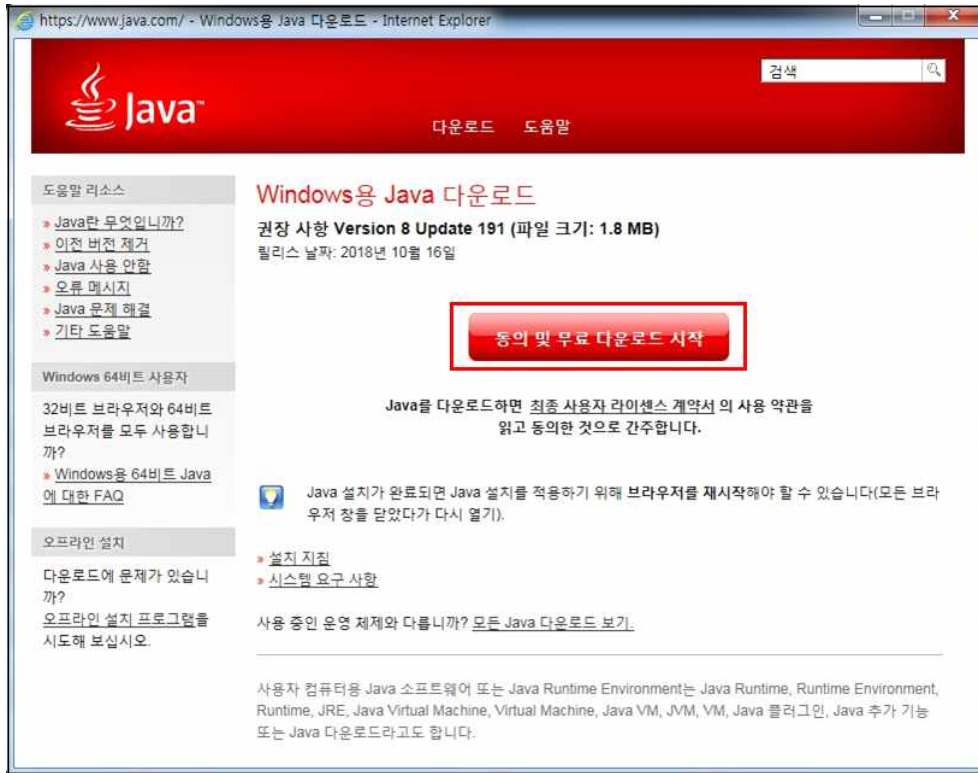 https://www.java.com/ - Windows용 Java 다운로드 - Internet Explorer
검색
Java™
다운로드 도움말
도움말 리소스
» Java란 무엇입니까?
» 이전 버전 제거
» Java 사용 안함
» 오류 메시지
» Java 문제 해결
» 기타 도움말
Windows 64비트 사용자
32비트 브라우저와 64비트
브라우저를 모두 사용합니
까?
» Windows용 64비트 Java
에 대한 FAQ
오프라인 설치
다운로드에 문제가 있습니
까?
오프라인 설치 프로그램을
시도해 보십시오.
Windows용 Java 다운로드
권장 사항 Version 8 Update 191 (파일 크기: 1.8 MB)
릴리스 날짜: 2018년 10월 16일
동의 및 무료 다운로드 시작
Java를 다운로드하면 최종 사용자 라이센스 계약서 의 사용 약관을
읽고 동의한 것으로 간주합니다.
Java 설치가 완료되면 Java 설치를 적용하기 위해 브라우저를 재시작해야 할 수 있습니다(모든 브라
우저 창을 닫았다가 다시 열기).
» 설치 지침
» 시스템 요구 사항
사용 중인 운영 체제와 다릅니까? 모든 Java 다운로드 보기.
사용자 컴퓨터용 Java 소프트웨어 또는 Java Runtime Environment는 Java Runtime, Runtime Environment,
Runtime, JRE, Java Virtual Machine, Virtual Machine, Java VM, JVM, VM, Java 플러그인, Java 추가 기능
또는 Java 다운로드라고도 합니다.